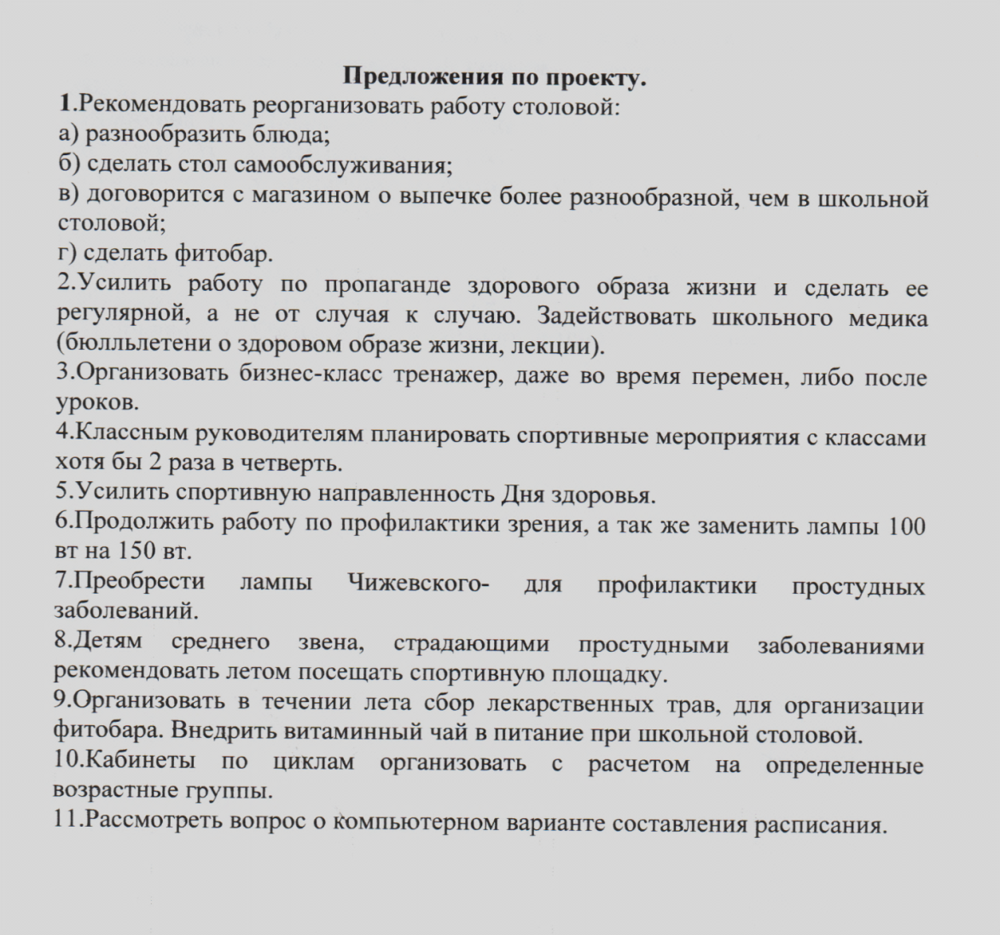 Предложения по проекту.
1.Рекомендовать реорганизовать работу столовой:
а) разнообразить блюда;
б) сделать стол самообслуживания;
в) договорится с магазином о выпечке более разнообразной, чем в школьной
столовой;
г) сделать фитобар.
2.Усилить работу по пропаганде здорового образа жизни и сделать ее
регулярной, а не от случая к случаю. Задействовать школьного медика
(бюлльлетени о здоровом образе жизни, лекции).
3.Организовать бизнес-класс тренажер, даже во время перемен, либо после
уроков.
4.Классным руководителям планировать спортивные мероприятия с классами
хотя бы 2 раза в четверть.
5.Усилить спортивную направленность Дня здоровья.
6.Продолжить работу по профилактики зрения, а так же заменить лампы 100
вт на 150 вт.
7.Преобрести лампы Чижевского- для профилактики простудных
заболеваний.
8.Детям среднего звена, страдающими простудными заболеваниями
рекомендовать летом посещать спортивную площадку.
9.Организовать в течении лета сбор лекарственных трав, для организации
фитобара. Внедрить витаминный чай в питание при школьной столовой.
10.Кабинеты по циклам организовать с расчетом на определенные
возрастные группы.
11.Рассмотреть вопрос о компьютерном варианте составления расписания.